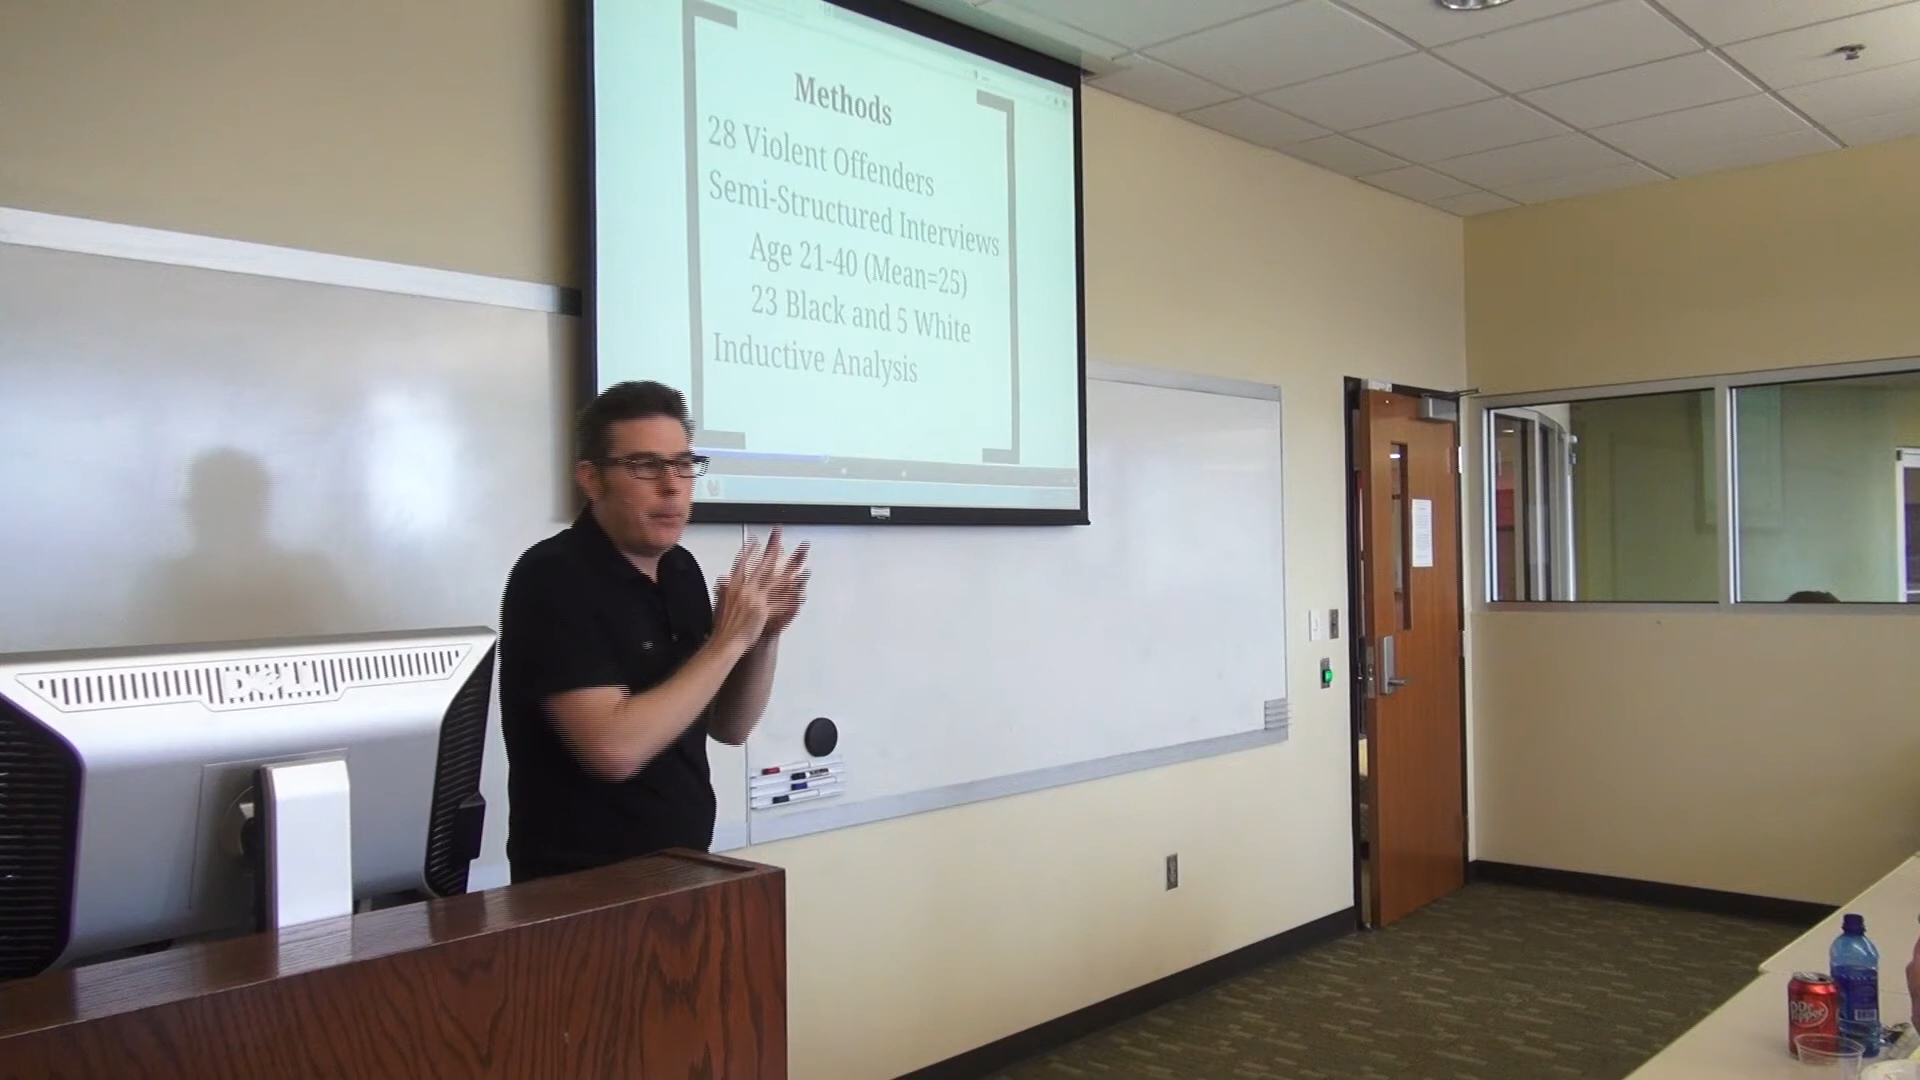 Methods
28 Violent Offenders
Semi-Structured Interviews
Age 21-40 (Mean=25)
23 Black and 5 White
Inductive Analysis
DELL
Dr Pepper